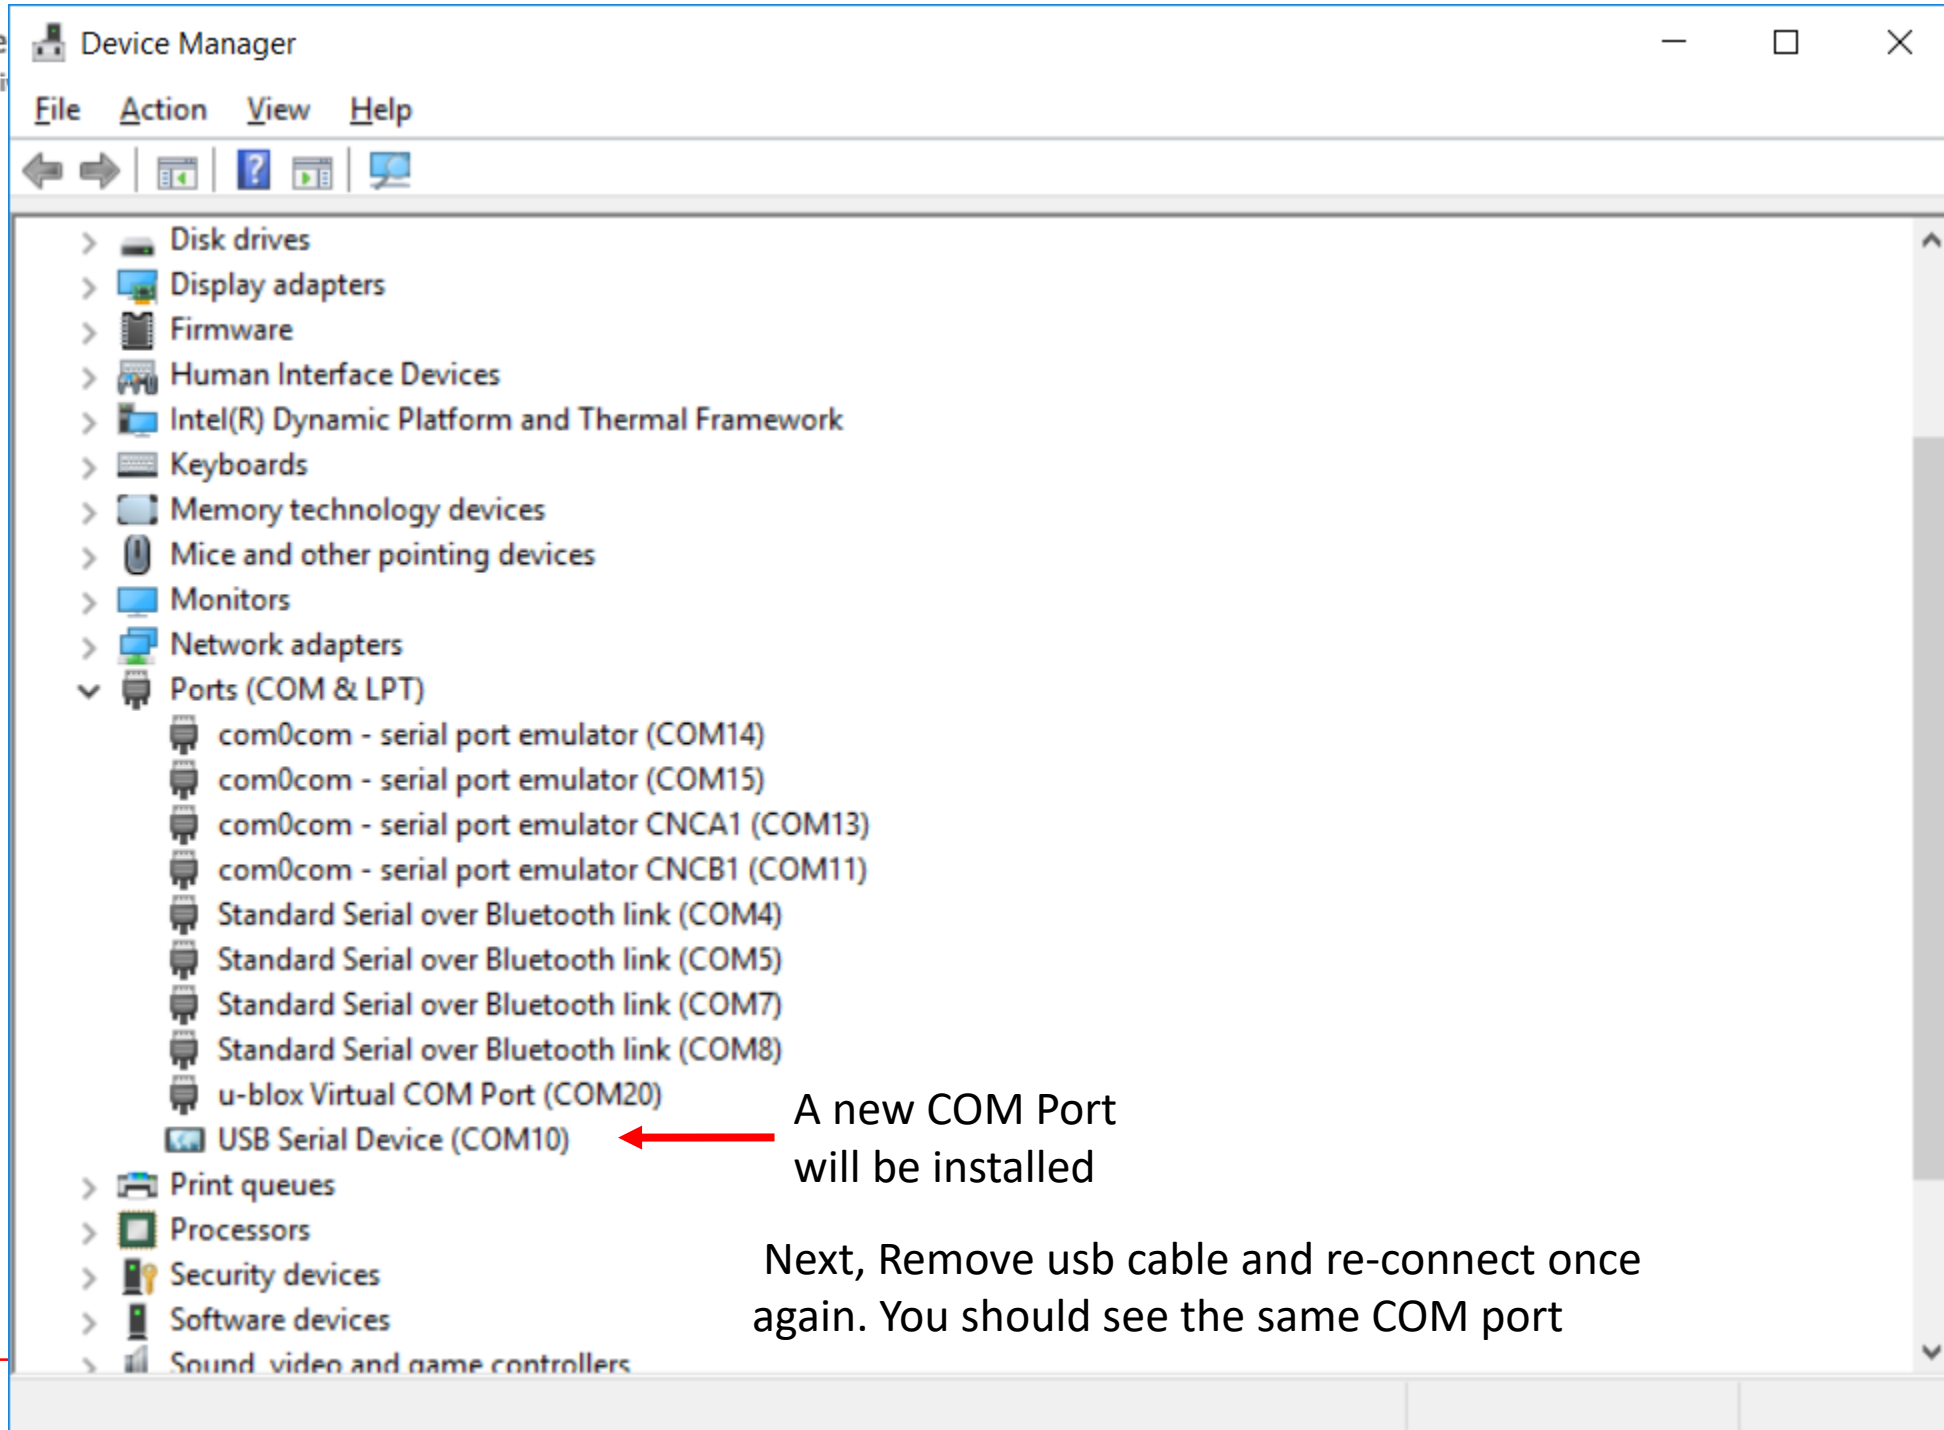 Device Manager
File Action View Help
Disk drives
Display adapters
Firmware
Human Interface Devices
Intel(R) Dynamic Platform and Thermal Framework
Keyboards
Memory technology devices
Mice and other pointing devices
Monitors
Network adapters
Ports (COM & LPT)
com0com - serial port emulator (COM14)
com0com - serial port emulator (COM15)
com0com - serial port emulator CNCA1 (COM13)
com0com - serial port emulator CNCB1 (COM11)
Standard Serial over Bluetooth link (COM4)
Standard Serial over Bluetooth link (COM5)
Standard Serial over Bluetooth link (COM7)
Standard Serial over Bluetooth link (COM8)
u-blox Virtual COM Port (COM20)
USB Serial Device (COM10)
A new COM Port
will be installed
Print queues
Processors
Security devices
Software devices
Sound, video and game controllers
Next, Remove usb cable and re-connect once
again. You should see the same COM port